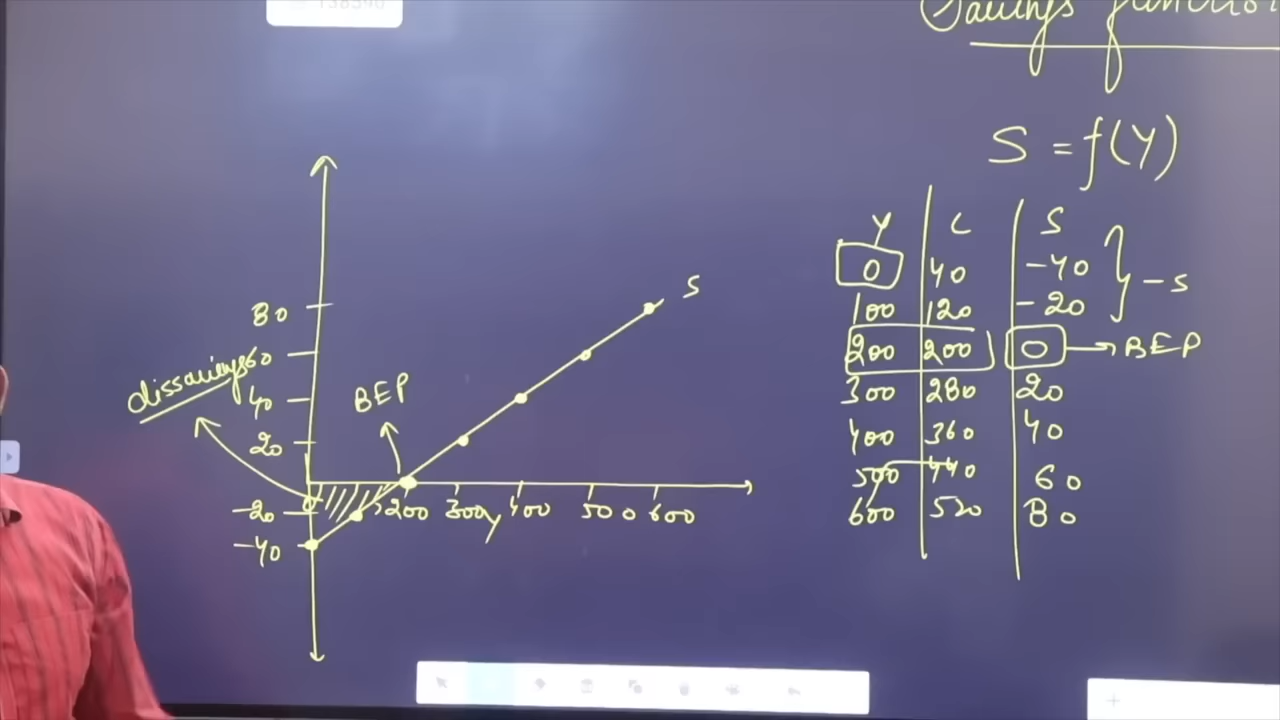 138540
Savings function
S = f(Y)
Y C S
0 40 -40
100 120 -20 } -S
200 200 0 → BEP
300 280 20
400 360 40
500 440 60
600 520 80
S
80
60
40
20
-20
-40
dissavings
BEP
200 300 400 500 600
y